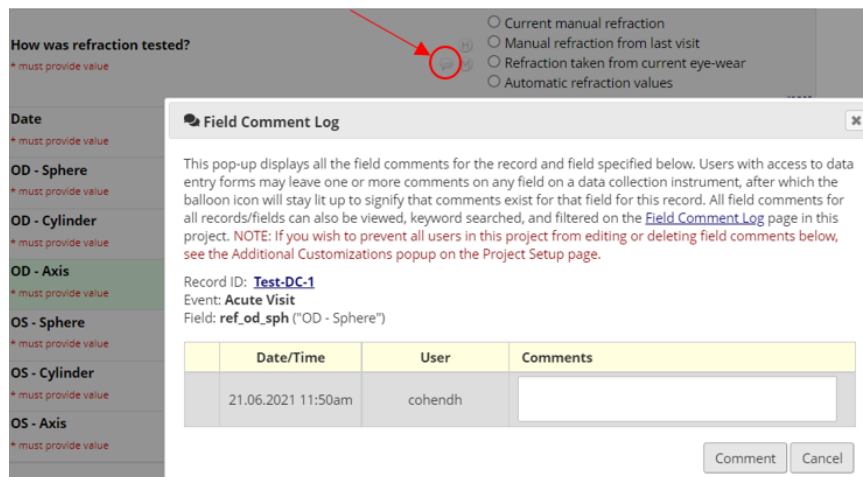 Current manual refraction
How was refraction tested?
H
Manual refraction from last visit
* must provide value
M
Refraction taken from current eye-wear
Automatic refraction values
Date
* must provide value
OD - Sphere
* must provide value
OD - Cylinder
* must provide value
OD - Axis
* must provide value
OS - Sphere
* must provide value
OS - Cylinder
* must provide value
OS - Axis
* must provide value
Field Comment Log
This pop-up displays all the field comments for the record and field specified below. Users with access to data
entry forms may leave one or more comments on any field on a data collection instrument, after which the
balloon icon will stay lit up to signify that comments exist for that field for this record. All field comments for
all records/fields can also be viewed, keyword searched, and filtered on the Field Comment Log page in this
project. NOTE: If you wish to prevent all users in this project from editing or deleting field comments below,
see the Additional Customizations popup on the Project Setup page.
Record ID: Test-DC-1
Event: Acute Visit
Field: ref_od_sph ("OD - Sphere")
Date/Time User Comments
21.06.2021 11:50am cohendh
Comment Cancel